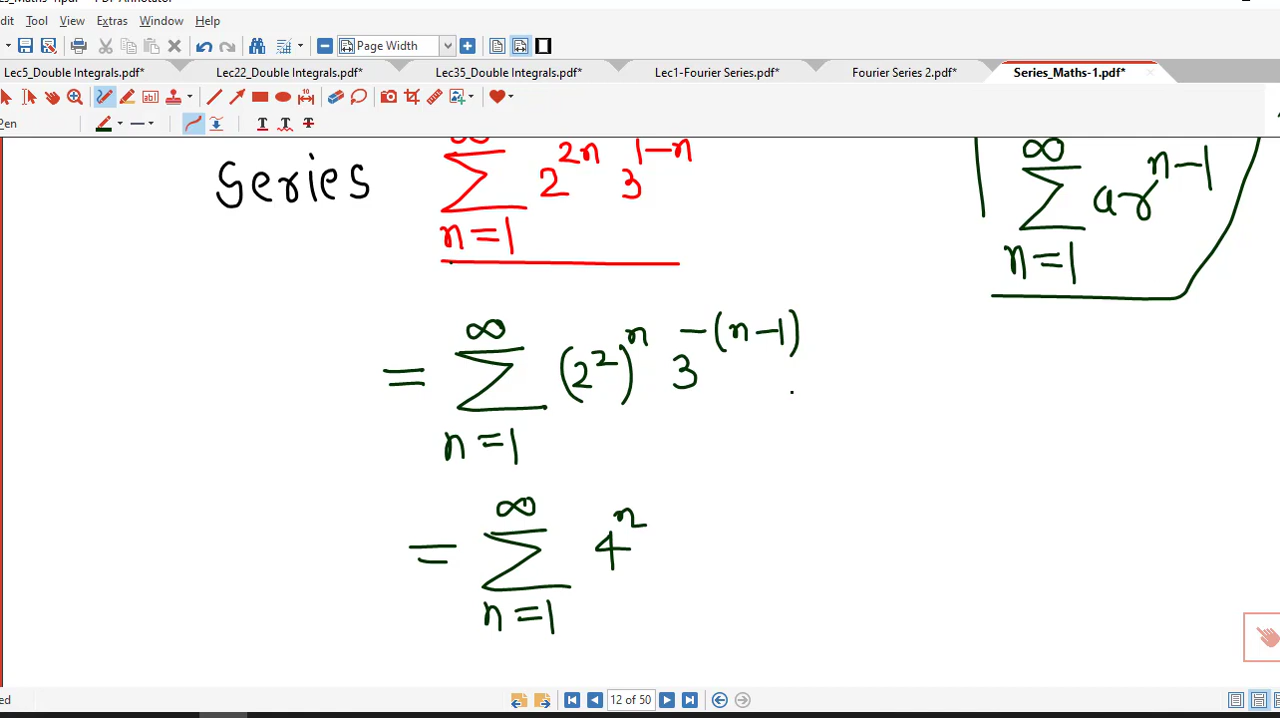 Tool View Extras Window Help
Page Width
Lec5_Double Integrals.pdf* Lec22_Double Integrals.pdf* Lec35_Double Integrals.pdf* Lec1-Fourier Series.pdf* Fourier Series 2.pdf* Series_Maths-1.pdf*
Series ∑ 2^{2n} 3^{1-n}
n=1
∞
∑ ar^{n-1}
n=1
∞
= ∑ (2^2)^n 3^{-(n-1)}
n=1
∞
= ∑ 4^n
n=1
12 of 50